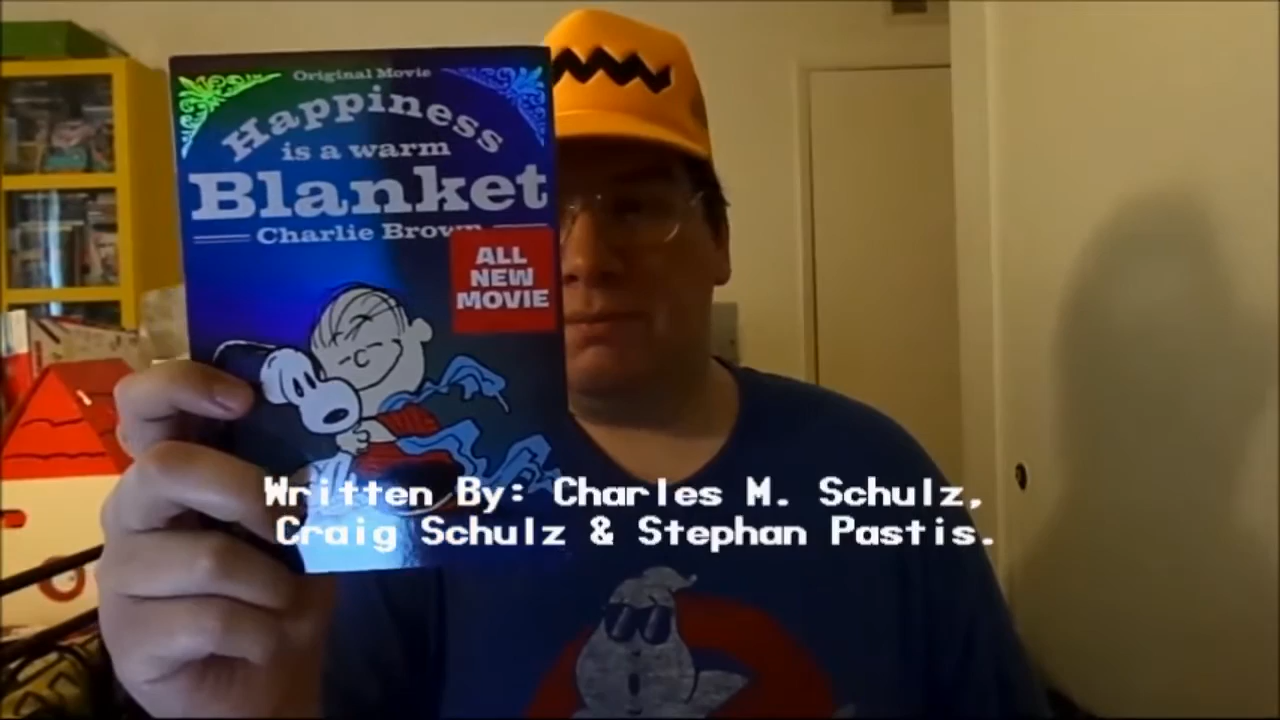 Original Movie
Happiness
is a warm
Blanket
Charlie Brown
ALL
NEW
MOVIE
Written By: Charles M. Schulz,
Craig Schulz & Stephan Pastis.